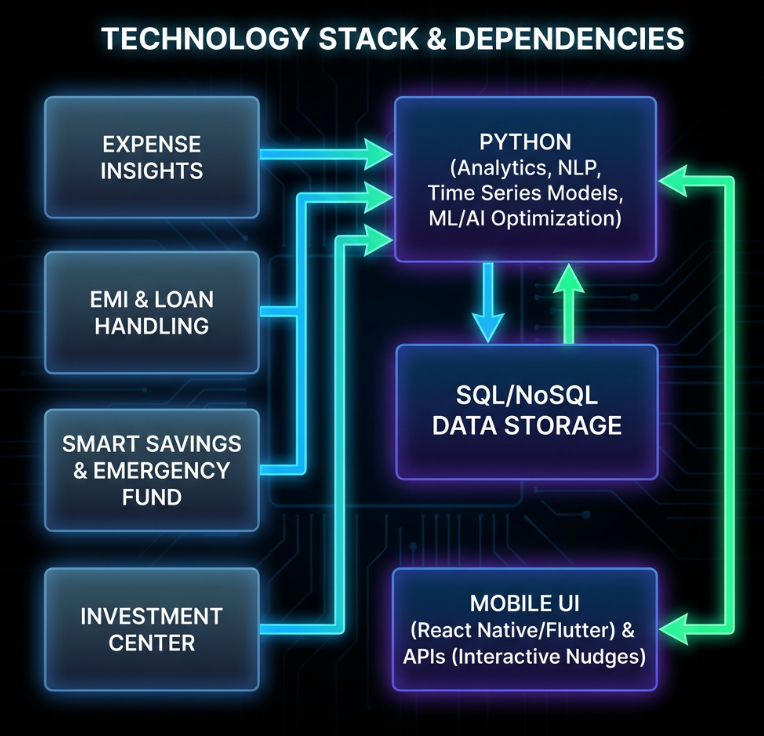 TECHNOLOGY STACK & DEPENDENCIES
EXPENSE
INSIGHTS
EMI & LOAN
HANDLING
SMART SAVINGS
& EMERGENCY
FUND
INVESTMENT
CENTER
PYTHON
(Analytics, NLP,
Time Series Models,
ML/AI Optimization)
SQL/NoSQL
DATA STORAGE
MOBILE UI
(React Native/Flutter) &
APIs (Interactive Nudges)